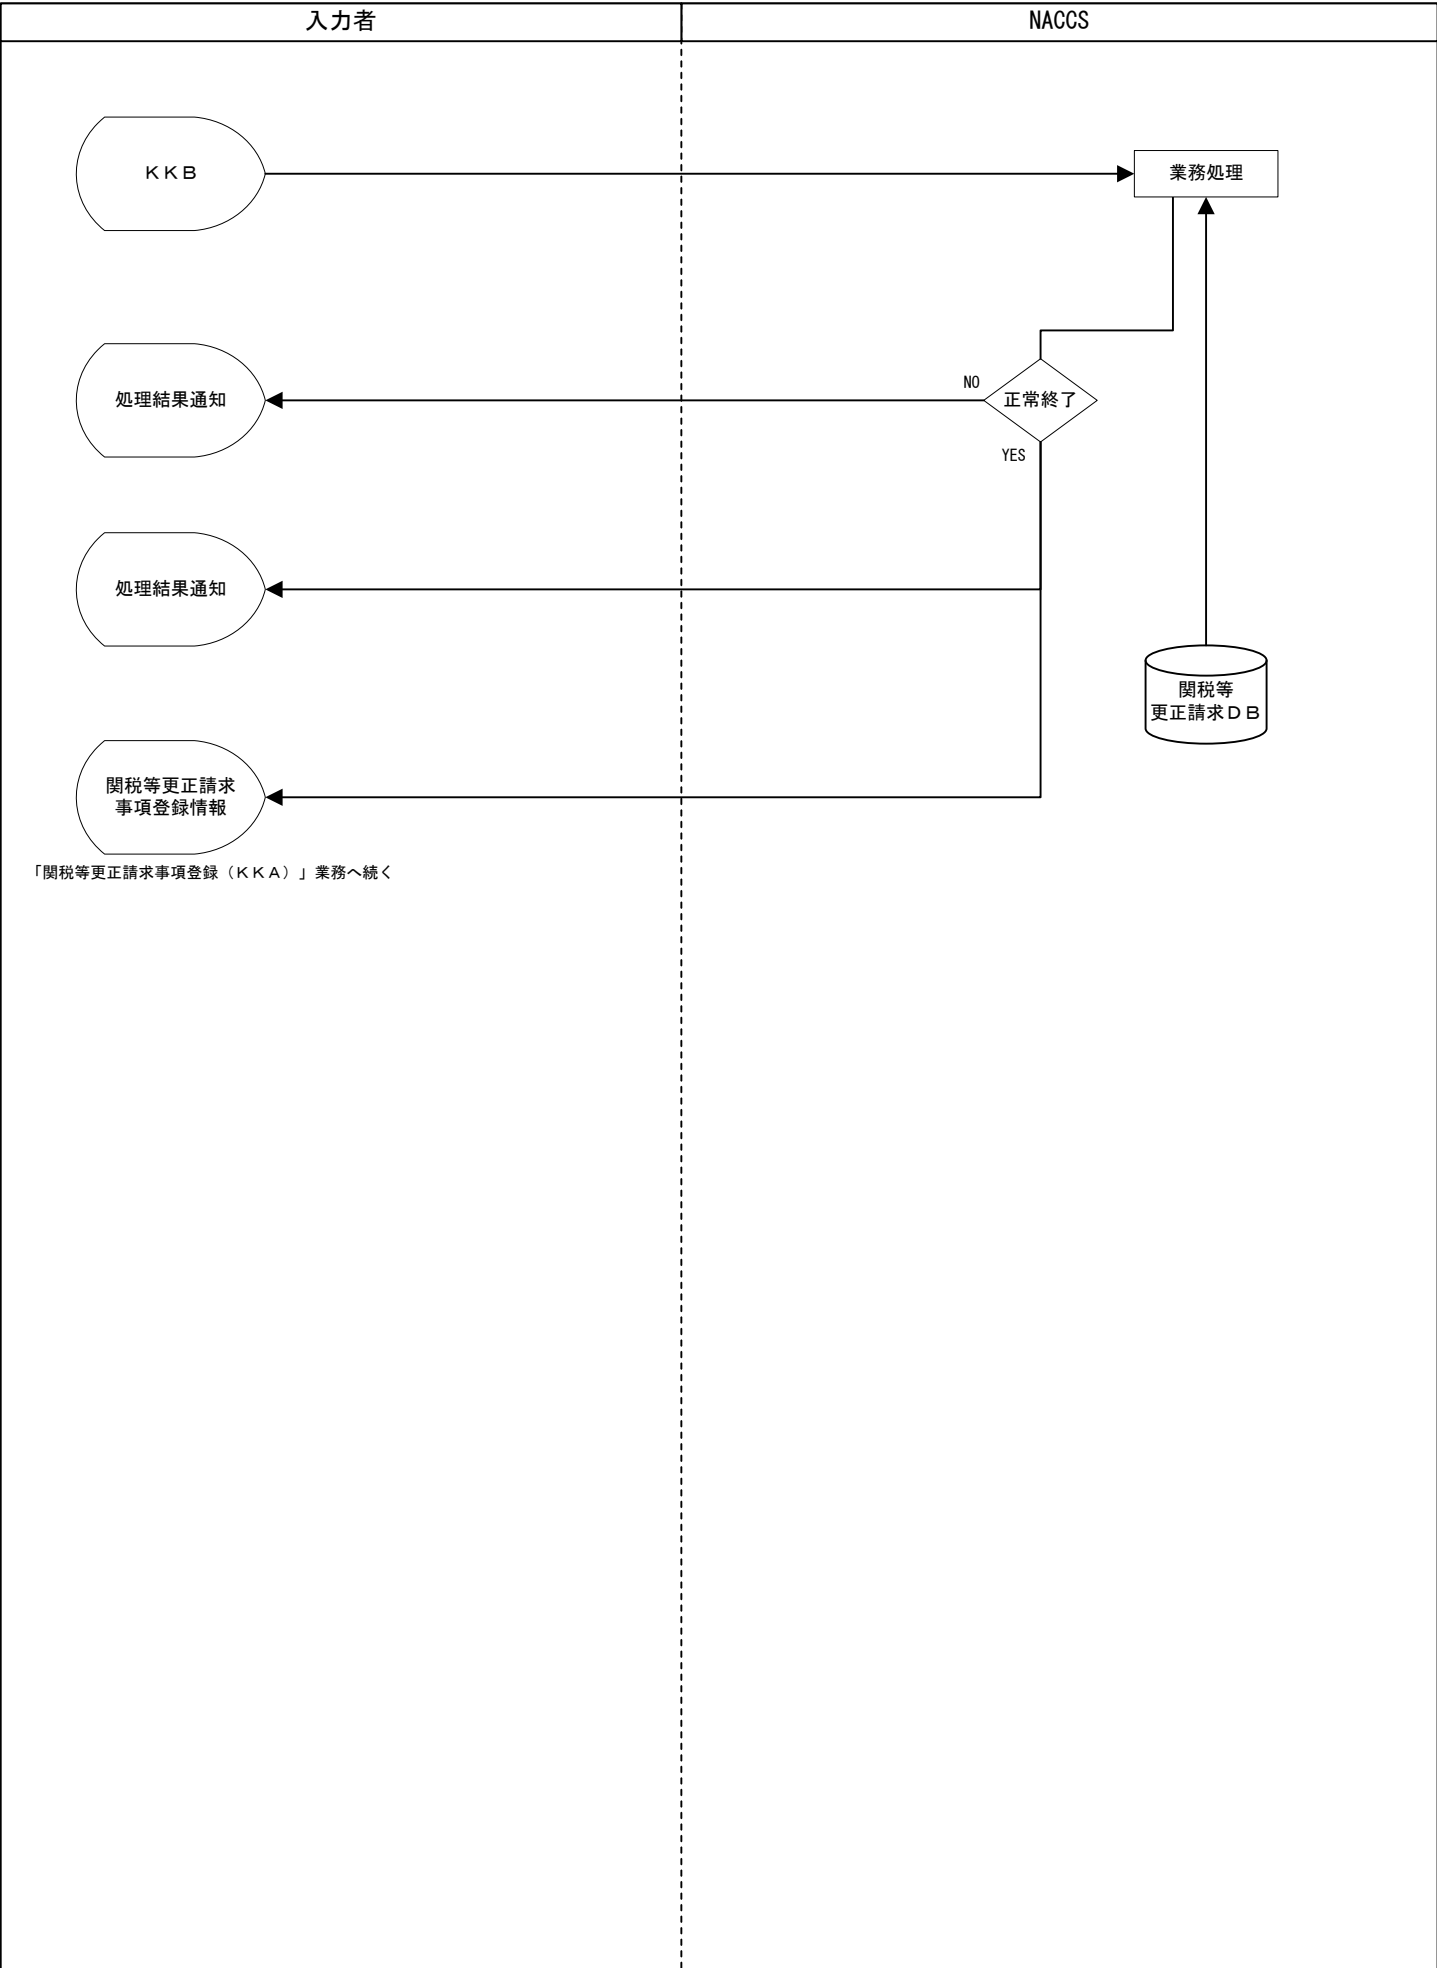 入力者
NACCS
ＫＫＢ
業務処理
処理結果通知
NO
正常終了
YES
処理結果通知
関税等
更正請求ＤＢ
関税等更正請求
事項登録情報
「関税等更正請求事項登録（ＫＫＡ）」業務へ続く